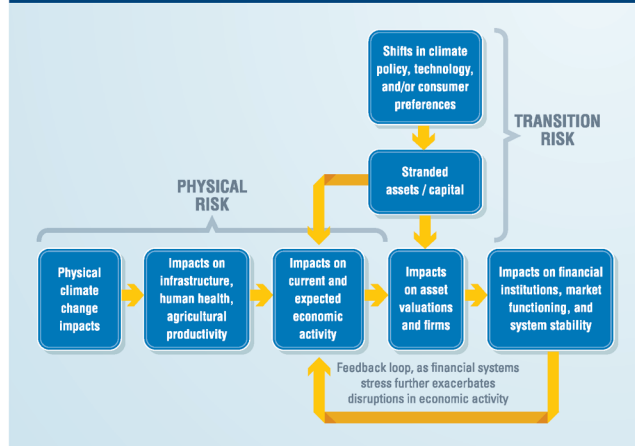 Shifts in climate
policy, technology,
and/or consumer
preferences
TRANSITION
RISK
Stranded
assets / capital
PHYSICAL
RISK
Physical
climate
change
impacts
Impacts on
infrastructure,
human health,
agricultural
productivity
Impacts on
current and
expected
economic
activity
Impacts
on asset
valuations
and firms
Impacts on financial
institutions, market
functioning, and
system stability
Feedback loop, as financial systems
stress further exacerbates
disruptions in economic activity